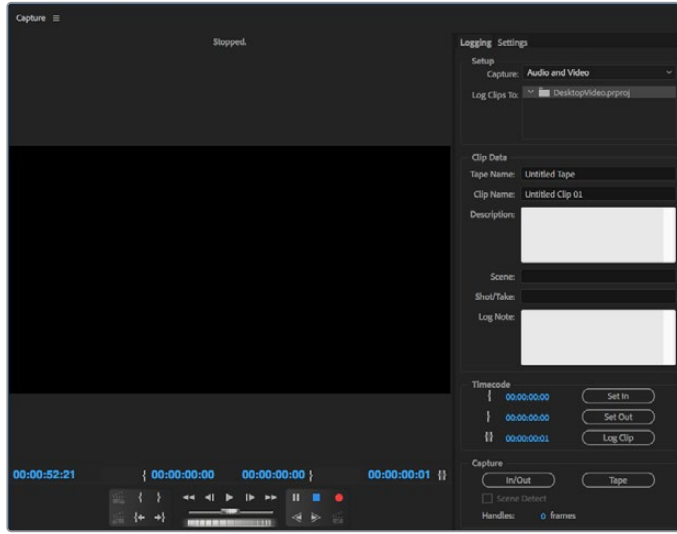 Capture
Stopped.
Logging Settings
Setup
Capture: Audio and Video
Log Clips To: DesktopVideo.prproj
Clip Data
Tape Name: Untitled Tape
Clip Name: Untitled Clip 01
Description:
Scene:
Shot/Take:
Log Note:
Timecode
{ 00:00:00:00 Set In
} 00:00:00:00 Set Out
{} 00:00:00:01 Log Clip
00:00:52:21 { 00:00:00:00 00:00:00:00 } 00:00:00:01 {}
Capture
In/Out Tape
Scene Detect
Handles: 0 frames